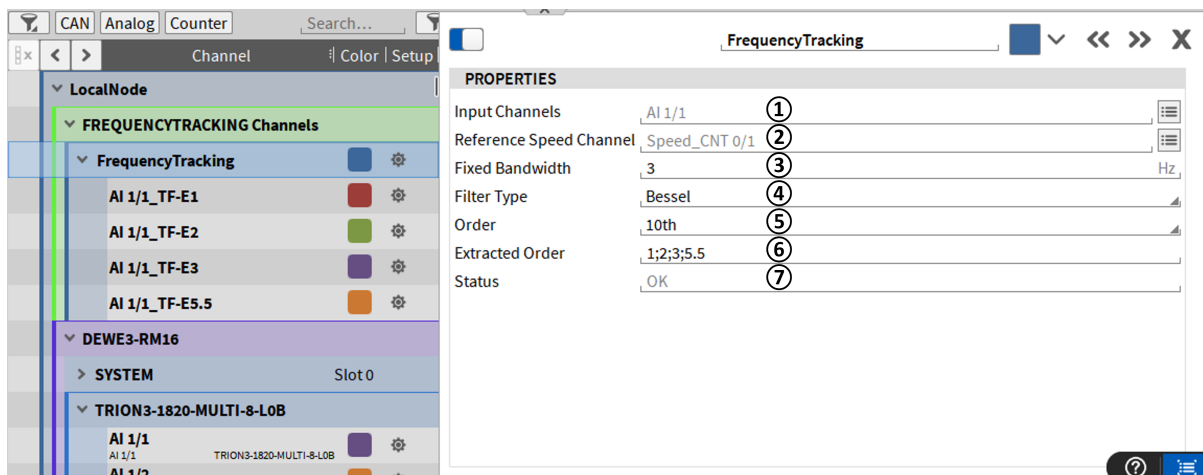 CAN Analog Counter Search...
Channel Color Setup
LocalNode
FREQUENCYTRACKING Channels
FrequencyTracking
AI 1/1_TF-E1
AI 1/1_TF-E2
AI 1/1_TF-E3
AI 1/1_TF-E5.5
DEWE3-RM16
SYSTEM Slot 0
TRION3-1820-MULTI-8-L0B
AI 1/1
AI 1/1 TRION3-1820-MULTI-8-L0B
AI 1/2
FrequencyTracking
PROPERTIES
Input Channels AI 1/1 ①
Reference Speed Channel Speed_CNT 0/1 ②
Fixed Bandwidth 3 ③ Hz
Filter Type Bessel ④
Order 10th ⑤
Extracted Order 1;2;3;5.5 ⑥
Status OK ⑦